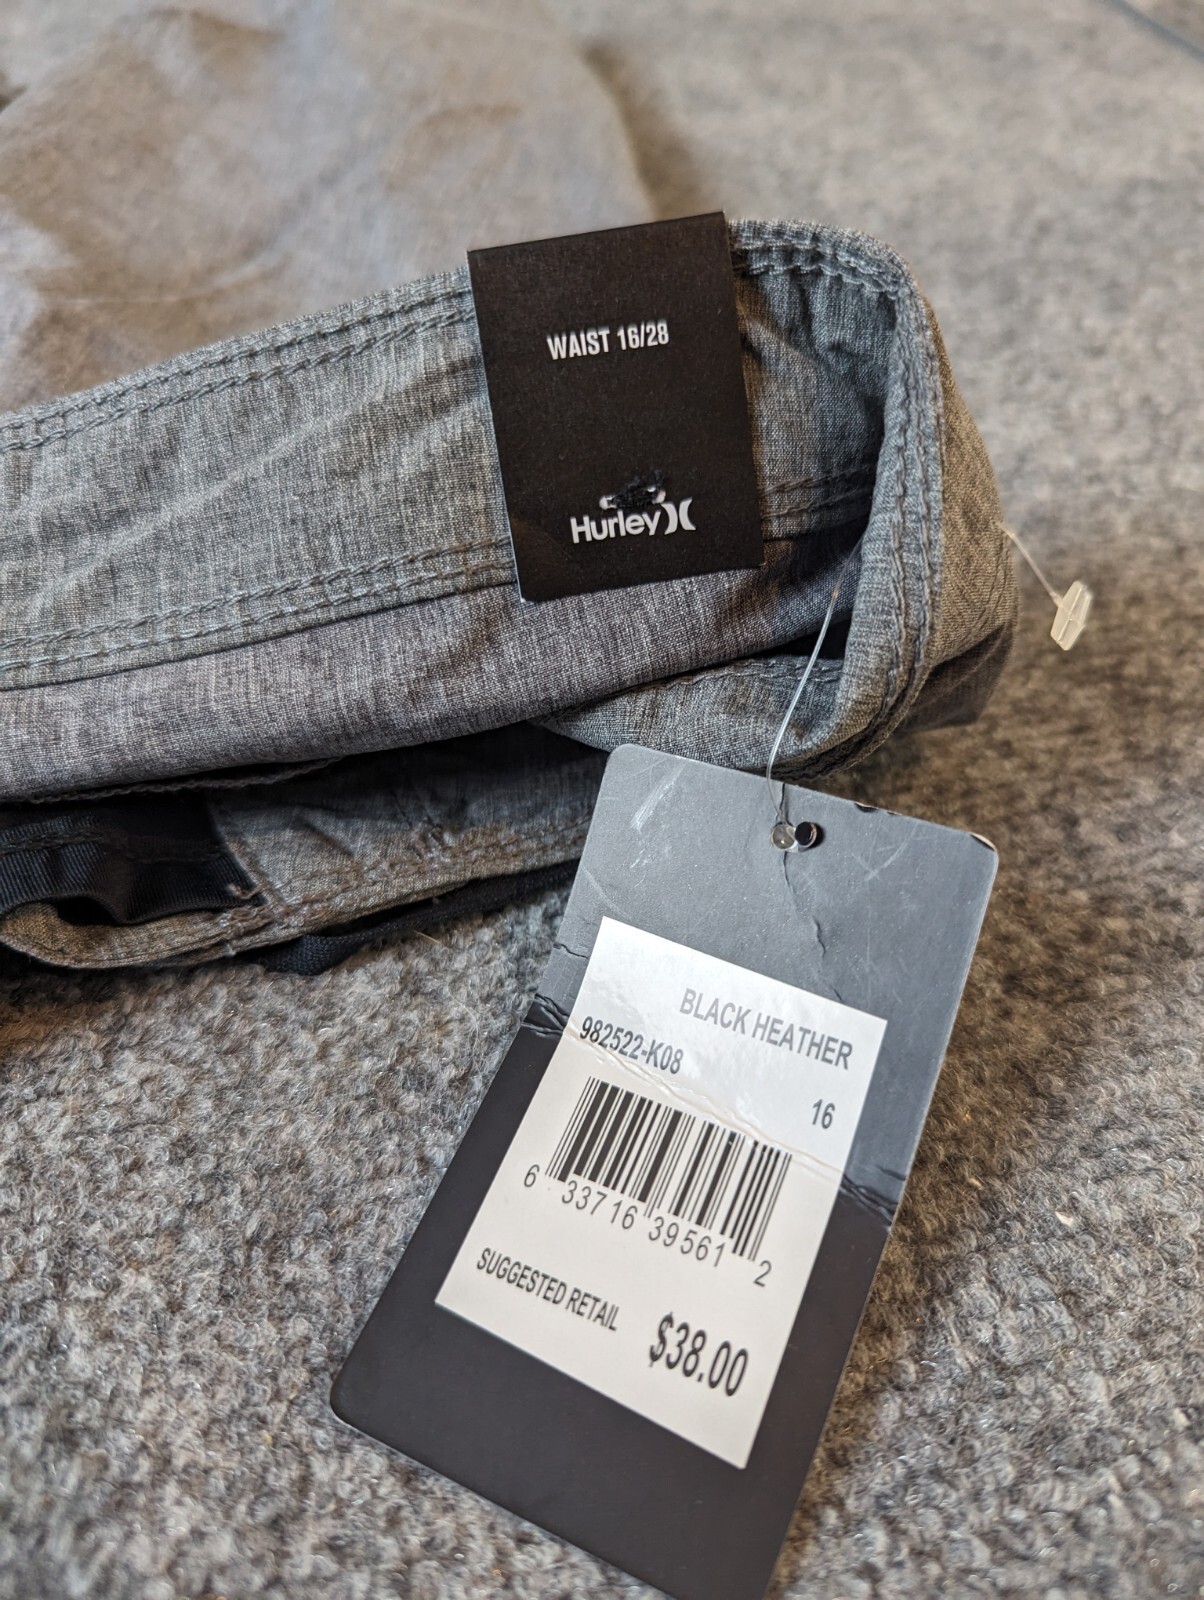 WAIST 16/28
Hurley
BLACK HEATHER
982522-K08
16
6 33716 39561 2
SUGGESTED RETAIL
$38.00